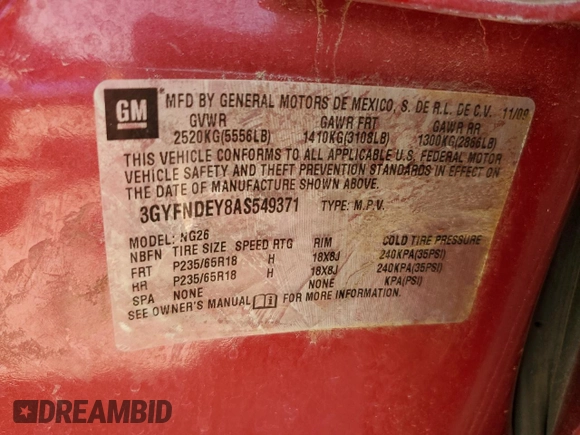 GM
*MFD BY GENERAL MOTORS DE MEXICO, S. DE R.L. DE C.V. 11/09
GVWR GAWR FRT GAWR RR
2520KG(5556LB) 1410KG(3108LB) 1300KG(2866LB)
THIS VEHICLE CONFORMS TO ALL APPLICABLE U.S. FEDERAL MOTOR
VEHICLE SAFETY AND THEFT PREVENTION STANDARDS IN EFFECT ON
THE DATE OF MANUFACTURE SHOWN ABOVE.
3GYFNDEY8AS549371 TYPE: M.P.V.
MODEL: NG26
NBFN TIRE SIZE SPEED RTG RIM COLD TIRE PRESSURE
FRT P235/65R18 H 18X8J 240KPA(35PSI)
RR P235/65R18 H 18X8J 240KPA(35PSI)
SPA NONE NONE KPA(PSI)
SEE OWNER'S MANUAL i FOR MORE INFORMATION.
DREAMBID